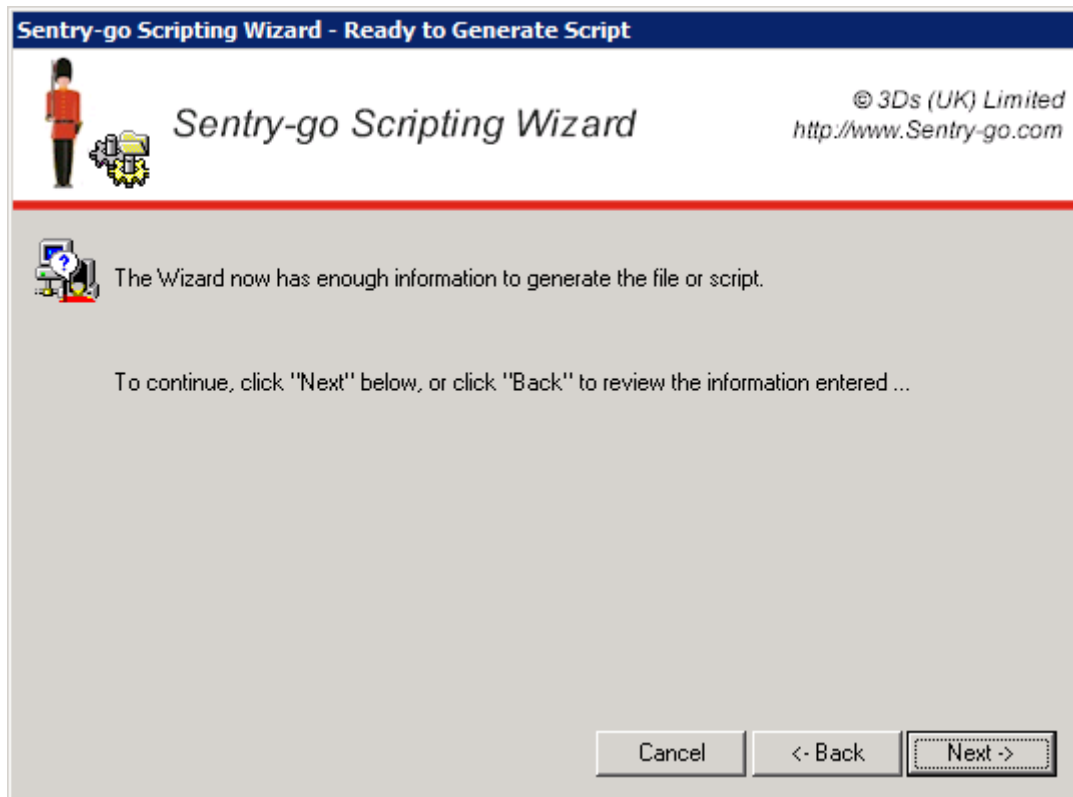 Sentry-go Scripting Wizard - Ready to Generate Script
Sentry-go Scripting Wizard
© 3Ds (UK) Limited
http://www.Sentry-go.com
The Wizard now has enough information to generate the file or script.
To continue, click "Next" below, or click "Back" to review the information entered ...
Cancel
<- Back
Next ->